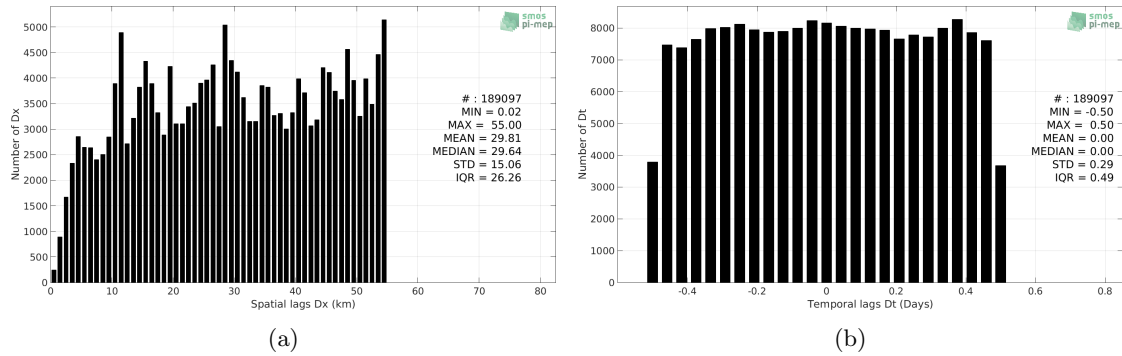 smos
pi-mep
5000
4500
4000
3500
3000
2500
2000
1500
1000
500
0
Number of Dx
# : 189097
MIN = 0.02
MAX = 55.00
MEAN = 29.81
MEDIAN = 29.64
STD = 15.06
IQR = 26.26
0 10 20 30 40 50 60 70 80
Spatial lags Dx (km)
(a)
smos
pi-mep
8000
7000
6000
5000
4000
3000
2000
1000
0
Number of Dt
# : 189097
MIN = -0.50
MAX = 0.50
MEAN = 0.00
MEDIAN = 0.00
STD = 0.29
IQR = 0.49
-0.4 -0.2 0 0.2 0.4 0.6 0.8
Temporal lags Dt (Days)
(b)